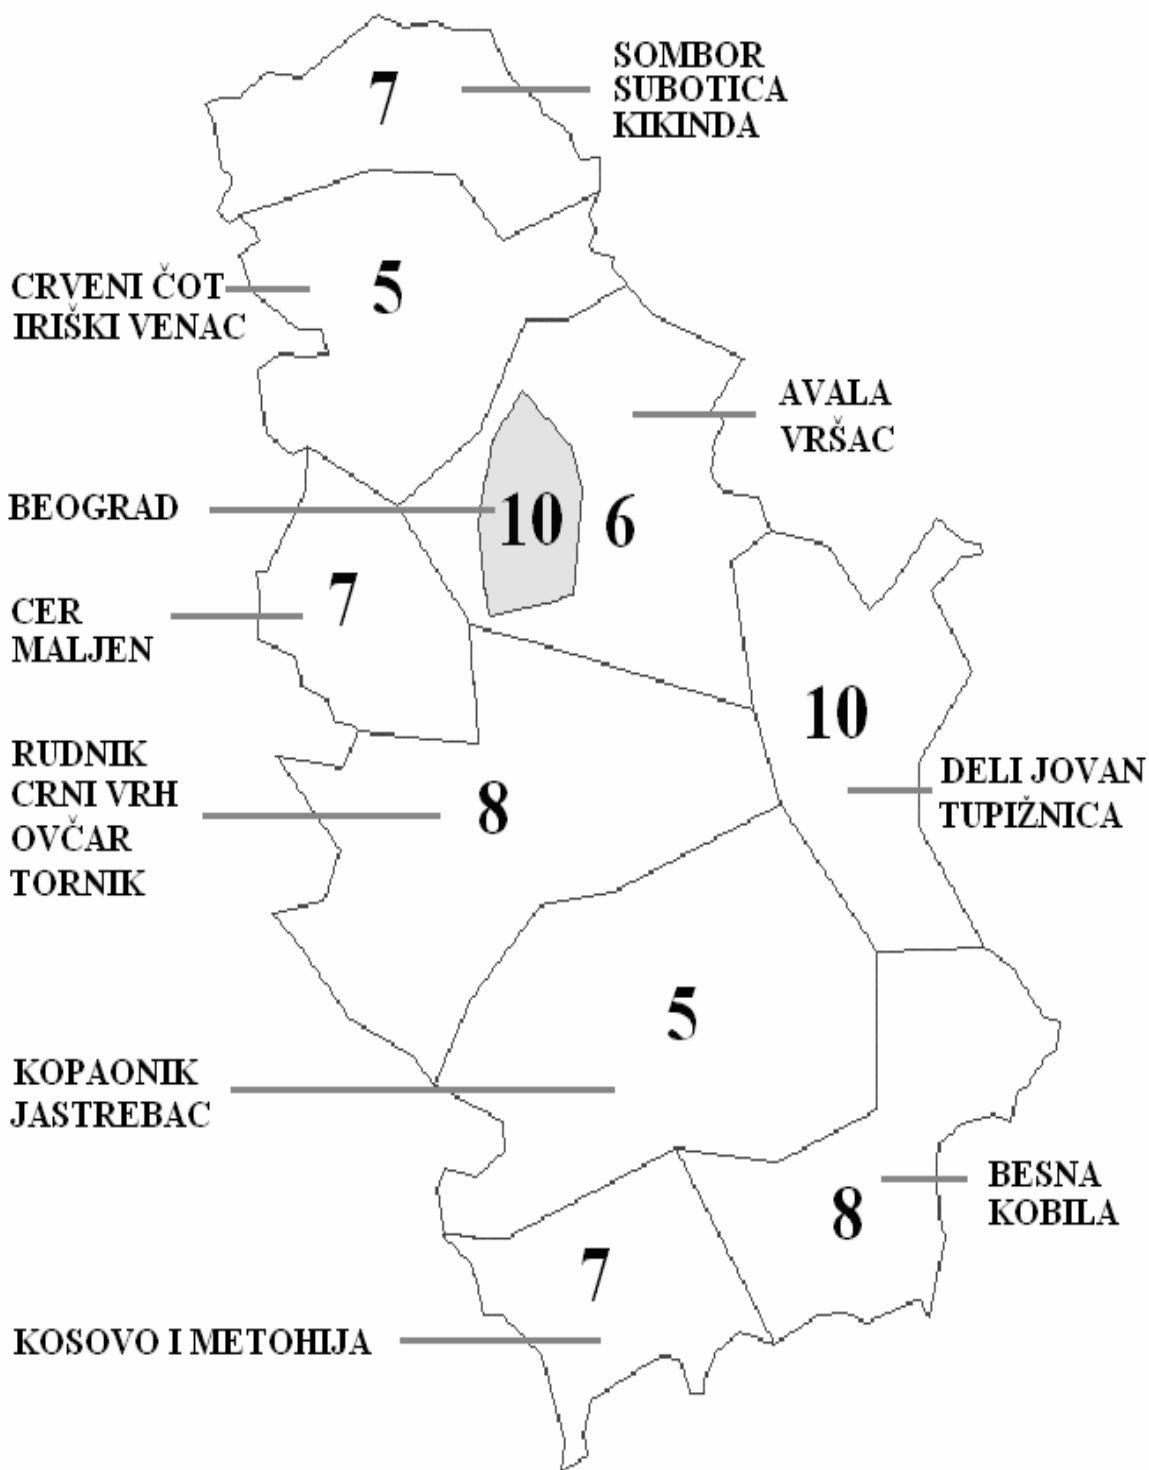 7
SOMBOR
SUBOTICA
KIKINDA
CRVENI ČOT
IRIŠKI VENAC
5
AVALA
VRŠAC
BEOGRAD
10
6
7
CER
MALJEN
10
RUDNIK
CRNI VRH
OVČAR
TORNIK
8
DELI JOVAN
TUPIŽNICA
5
KOPAONIK
JASTREBAC
BESNA
KOBILA
8
7
KOSOVO I METOHIJA